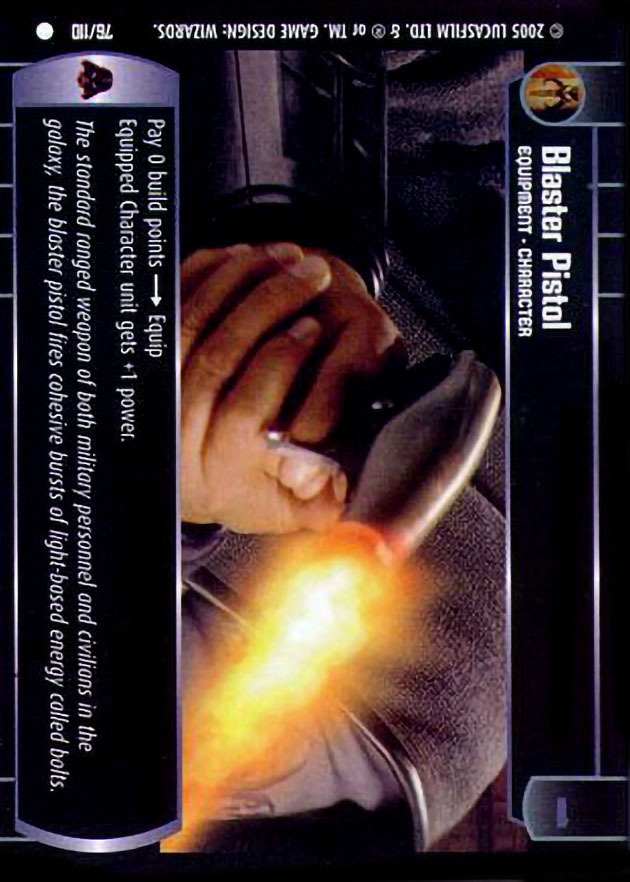 Blaster Pistol
EQUIPMENT · CHARACTER
Pay 0 build points → Equip
Equipped Character unit gets +1 power.
The standard ranged weapon of both military personnel and civilians in the
galaxy, the blaster pistol fires cohesive bursts of light-based energy called bolts.
© 2005 LUCASFILM LTD. & ® or TM. GAME DESIGN: WIZARDS.
76/110